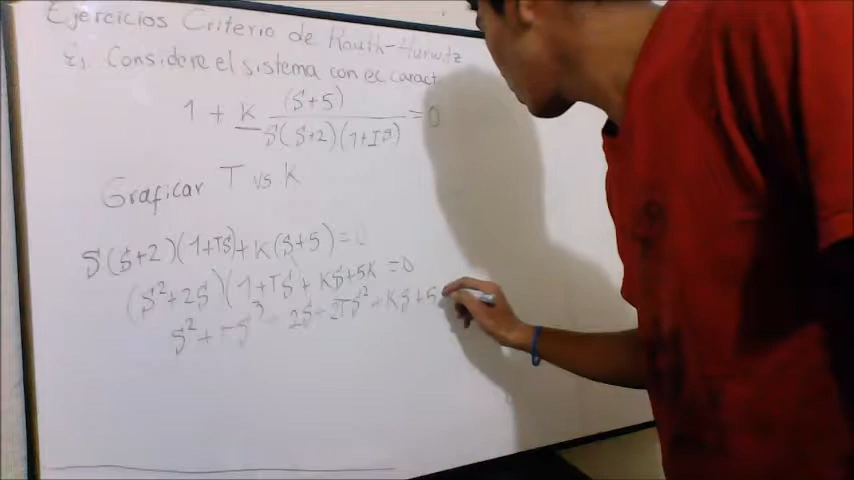 Ejercicios Criterio de Routh-Hurwitz
Ej Considere el sistema con ec caract
1 + K (S+5) / S(S+2)(1+TS) = 0
Graficar T vs K
S(S+2)(1+TS)+K(S+5)=0
(S²+2S)(1+TS)+KS+5K=0
S²+TS³ 2S+2TS²+KS+5